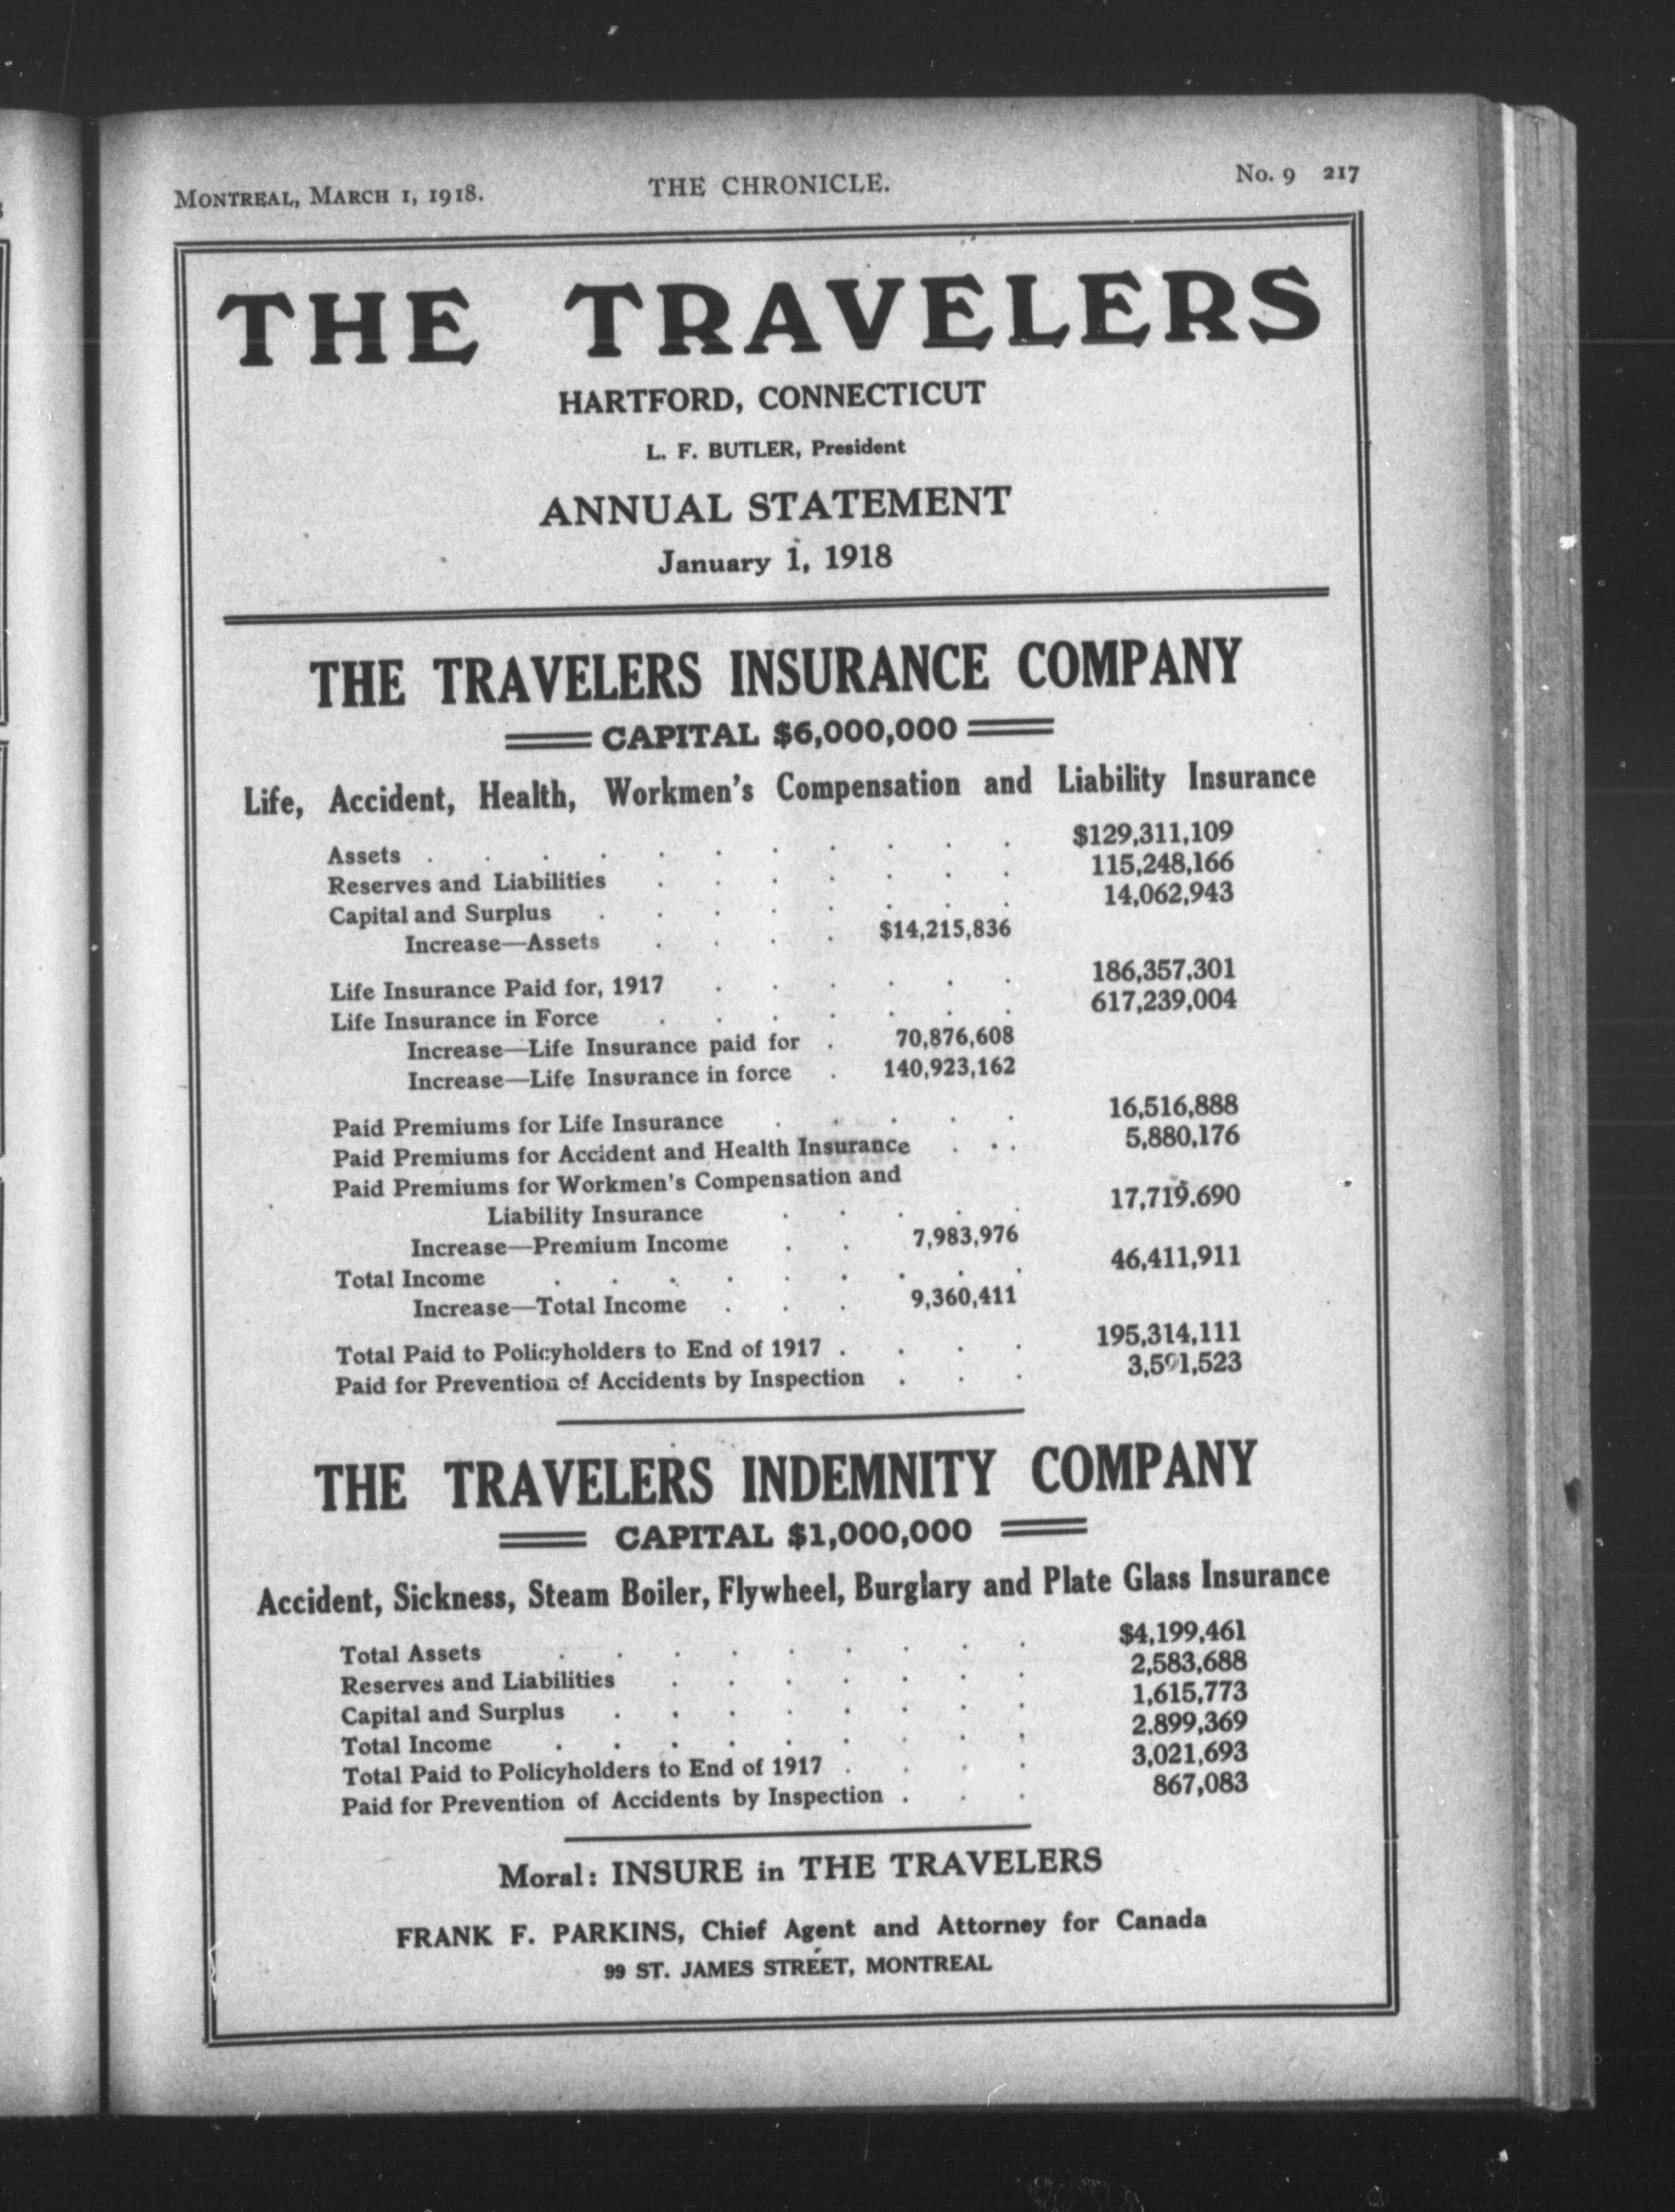 MONTREAL, MARCH 1, 1918. THE CHRONICLE. No. 9 217
THE TRAVELERS
HARTFORD, CONNECTICUT
L. F. BUTLER, President
ANNUAL STATEMENT
January 1, 1918
THE TRAVELERS INSURANCE COMPANY
CAPITAL $6,000,000
Life, Accident, Health, Workmen's Compensation and Liability Insurance
Assets . . . . . . . . . . . $129,311,109
Reserves and Liabilities . . . . . . . 115,248,166
Capital and Surplus . . . . . . . . 14,062,943
Increase—Assets . . . . $14,215,836
Life Insurance Paid for, 1917 . . . . . . 186,357,301
Life Insurance in Force . . . . . . . 617,239,004
Increase—Life Insurance paid for . 70,876,608
Increase—Life Insurance in force . 140,923,162
Paid Premiums for Life Insurance . . . . . 16,516,888
Paid Premiums for Accident and Health Insurance . . . 5,880,176
Paid Premiums for Workmen's Compensation and
Liability Insurance . . . . . 17,719.690
Increase—Premium Income . . 7,983,976
Total Income . . . . . . . . . 46,411,911
Increase—Total Income . . . 9,360,411
Total Paid to Policyholders to End of 1917 . . . . 195,314,111
Paid for Prevention of Accidents by Inspection . . . 3,591,523
THE TRAVELERS INDEMNITY COMPANY
CAPITAL $1,000,000
Accident, Sickness, Steam Boiler, Flywheel, Burglary and Plate Glass Insurance
Total Assets . . . . . . . . . $4,199,461
Reserves and Liabilities . . . . . . . 2,583,688
Capital and Surplus . . . . . . . . 1,615,773
Total Income . . . . . . . . . 2.899,369
Total Paid to Policyholders to End of 1917 . . . . 3,021,693
Paid for Prevention of Accidents by Inspection . . . 867,083
Moral: INSURE in THE TRAVELERS
FRANK F. PARKINS, Chief Agent and Attorney for Canada
99 ST. JAMES STREET, MONTREAL